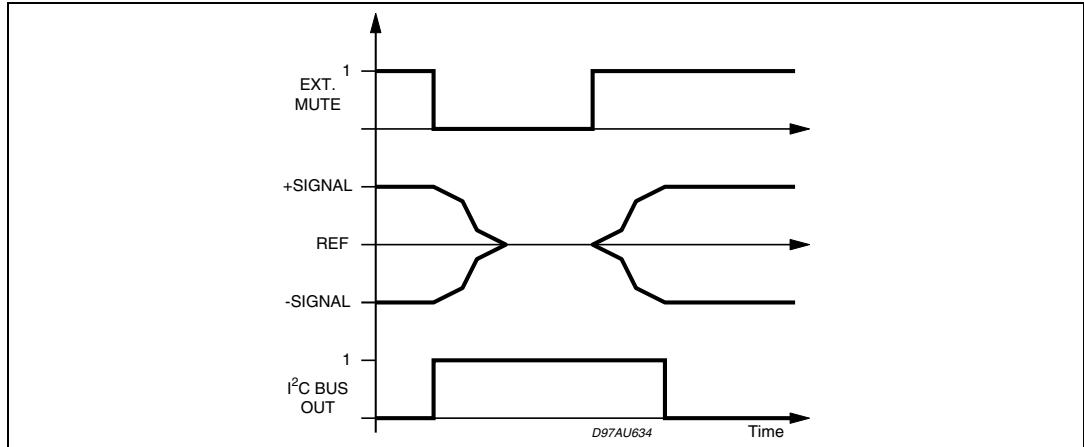 1
EXT.
MUTE
+SIGNAL
REF
-SIGNAL
1
I²C BUS
OUT
D97AU634
Time